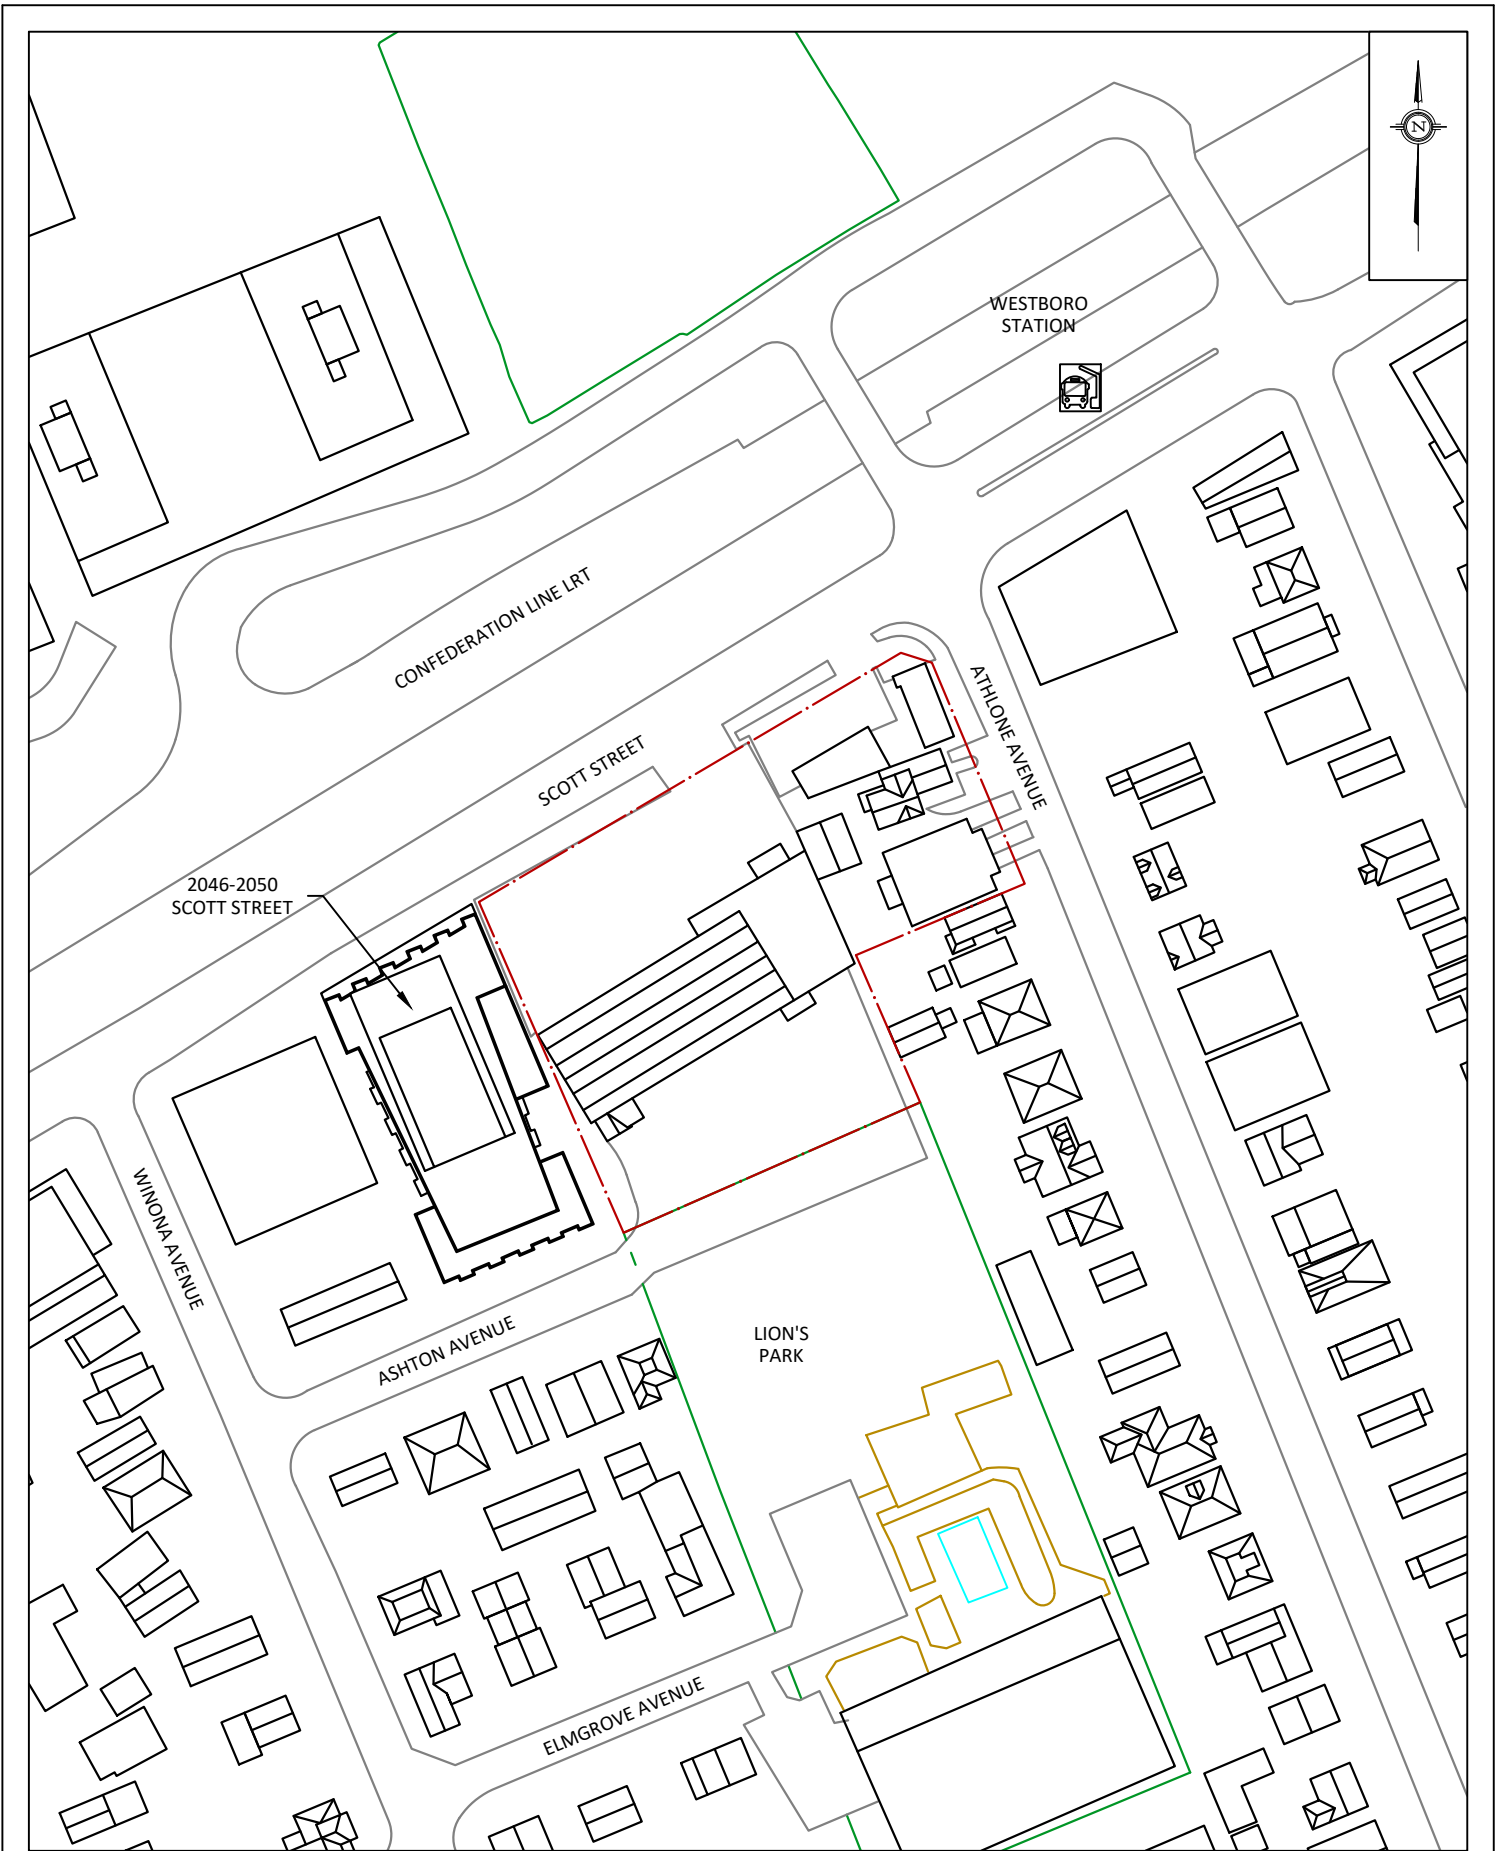 N
WESTBORO
STATION
CONFEDERATION LINE LRT
ATHLONE AVENUE
SCOTT STREET
2046-2050
SCOTT STREET
WINONA AVENUE
LION'S
PARK
ASHTON AVENUE
ELMGROVE AVENUE